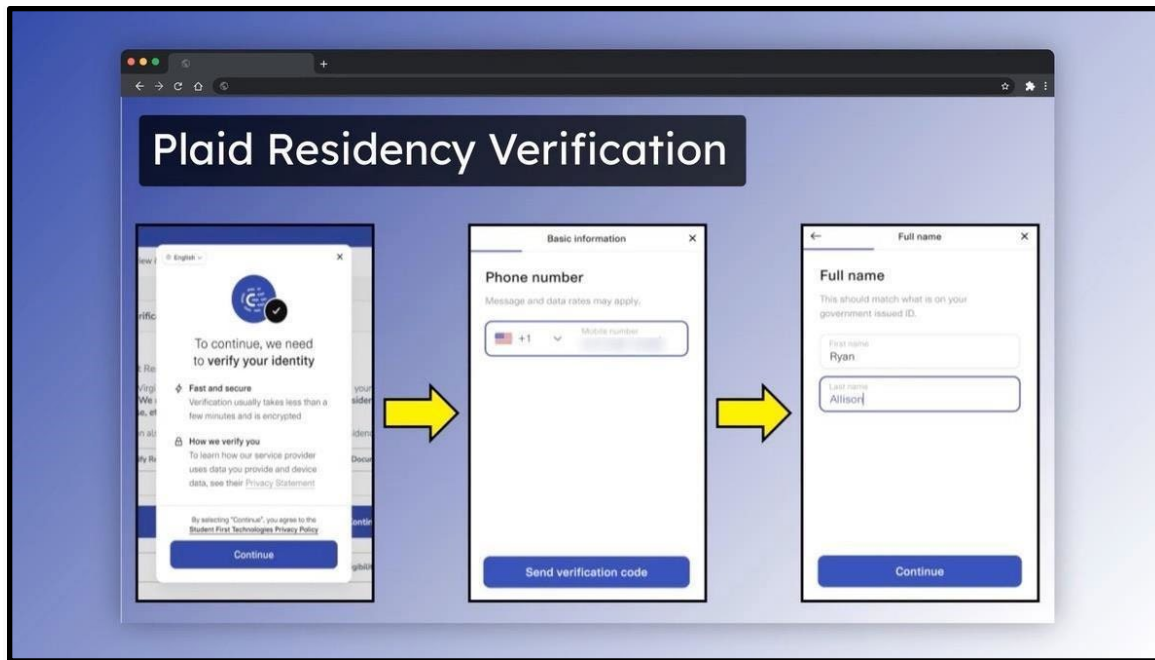 Plaid Residency Verification
English
To continue, we need
to verify your identity
Fast and secure
Verification usually takes less than a
few minutes and is encrypted
How we verify you
To learn how our service provider
uses data you provide and device
data, see their Privacy Statement
By selecting "Continue", you agree to the
Student First Technologies Privacy Policy
Continue
Basic information
Phone number
Message and data rates may apply.
+1
Mobile number
Send verification code
Full name
Full name
This should match what is on your
government issued ID.
First name
Ryan
Last name
Allison
Continue